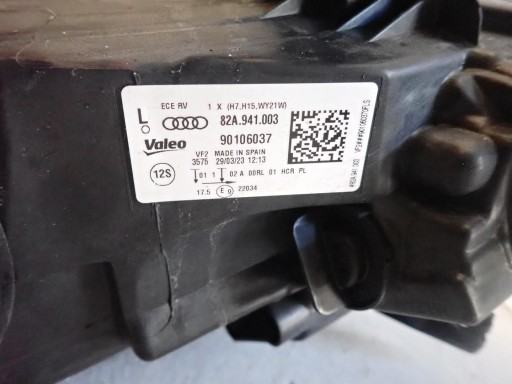 ECE RV 1 X (H7,H15,WY21W)
L 82A.941.003
Valeo 90106037
VF2 MADE IN SPAIN
3575 29/03/23 12:13
12S
01 1 02 A 00RL 01 HCR PL
17.5 E9 22034